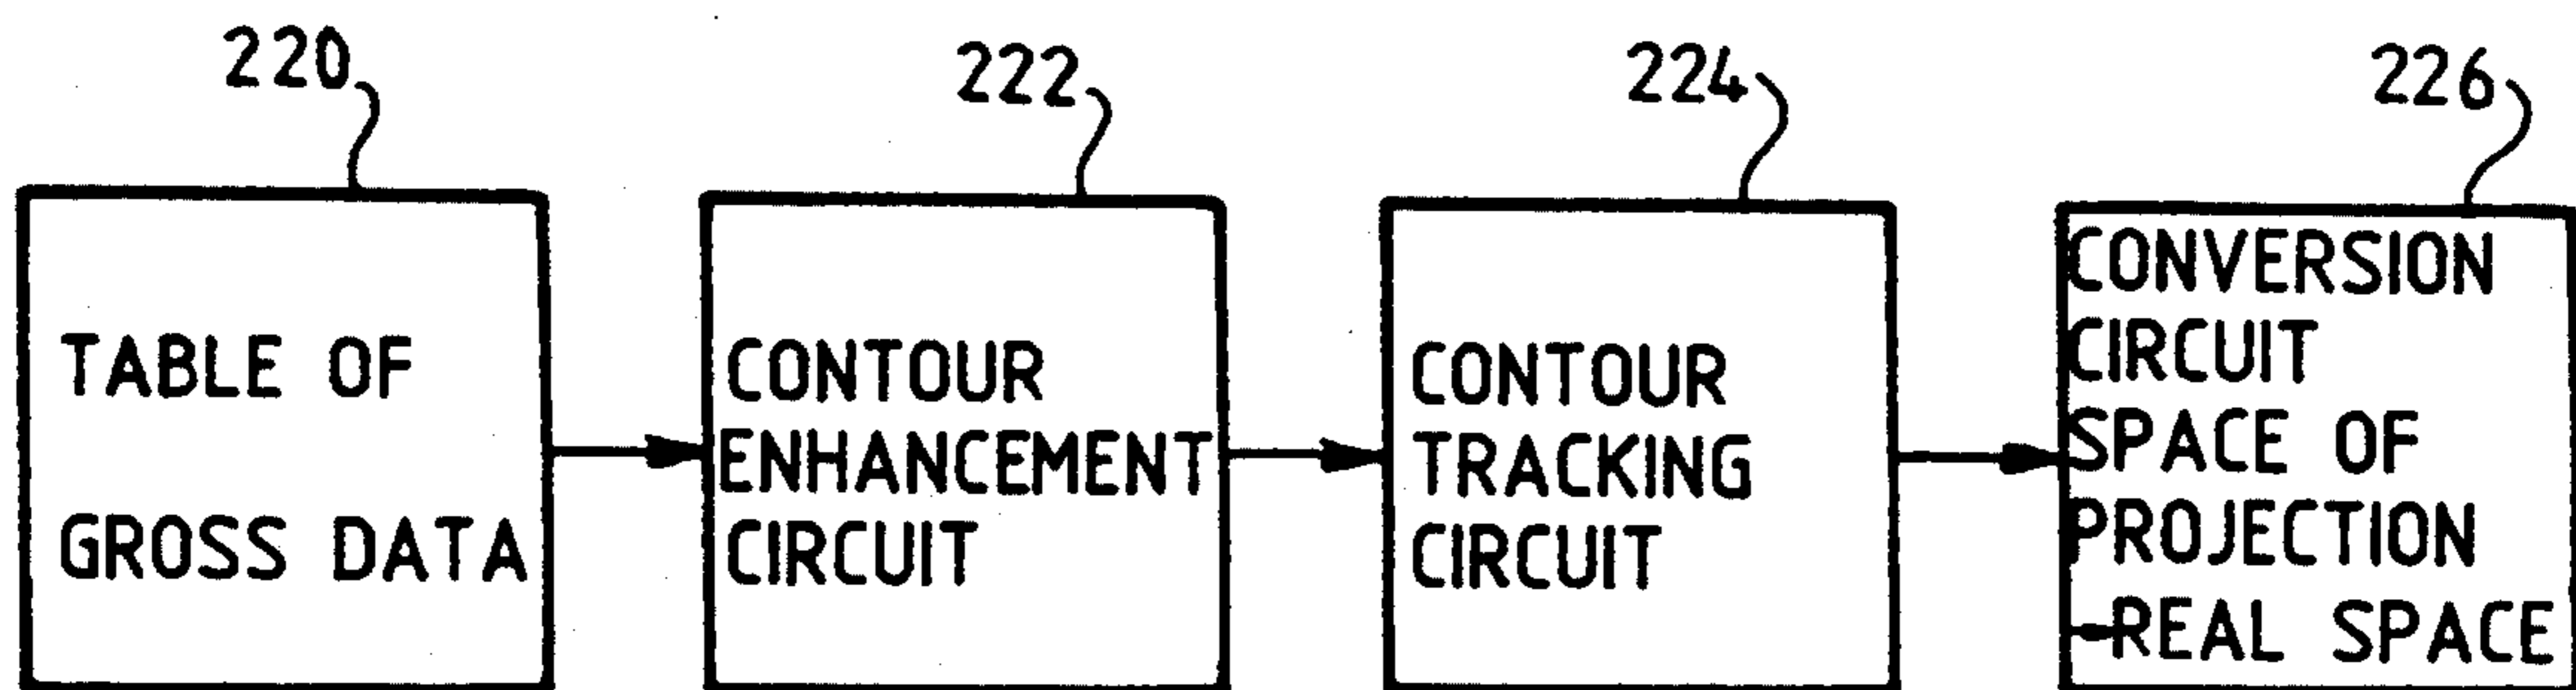 220
222
224
226
TABLE OF
GROSS DATA
CONTOUR
ENHANCEMENT
CIRCUIT
CONTOUR
TRACKING
CIRCUIT
CONVERSION
CIRCUIT
SPACE OF
PROJECTION
-REAL SPACE